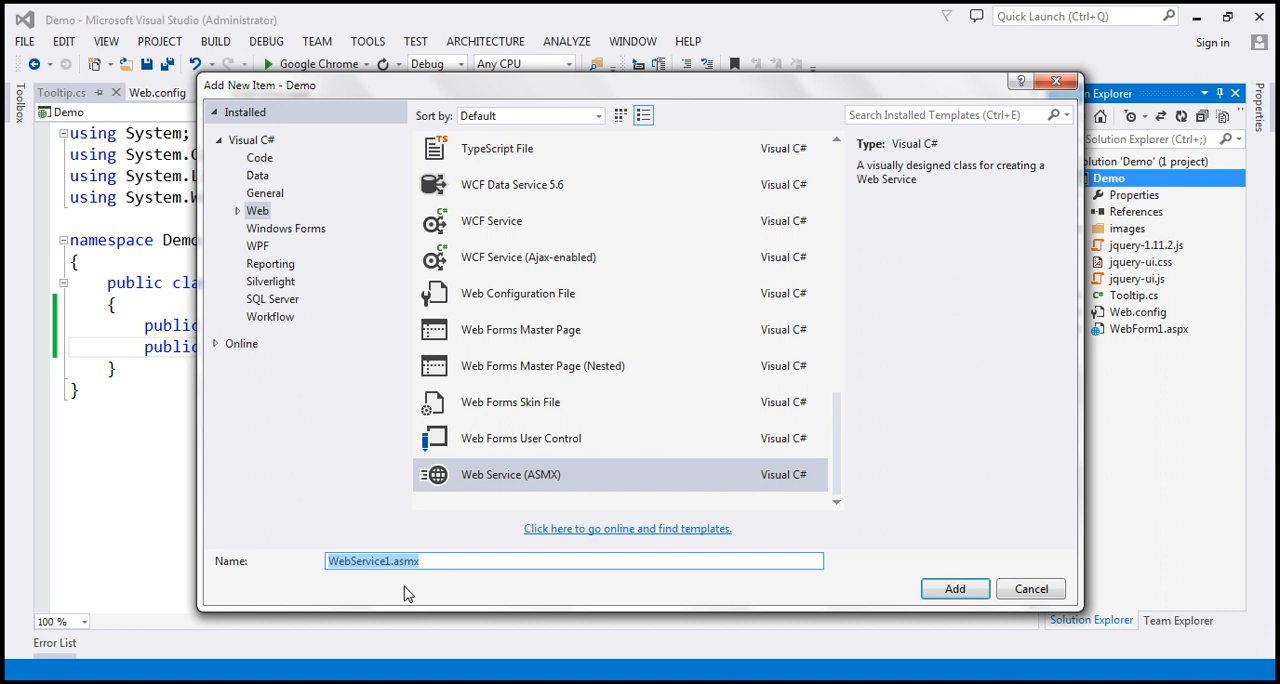 Demo - Microsoft Visual Studio (Administrator)
Quick Launch (Ctrl+Q)
FILE EDIT VIEW PROJECT BUILD DEBUG TEAM TOOLS TEST ARCHITECTURE ANALYZE WINDOW HELP
Sign in
Google Chrome Debug Any CPU
Toolbox
Tooltip.cs Web.config
Demo
using System;
using System.C
using System.L
using System.W
namespace Demo
{
public cla
{
public
public
}
}
100 %
Error List
Add New Item - Demo
Installed
Visual C#
Code
Data
General
Web
Windows Forms
WPF
Reporting
Silverlight
SQL Server
Workflow
Online
Sort by: Default
Search Installed Templates (Ctrl+E)
TypeScript File Visual C#
WCF Data Service 5.6 Visual C#
WCF Service Visual C#
WCF Service (Ajax-enabled) Visual C#
Web Configuration File Visual C#
Web Forms Master Page Visual C#
Web Forms Master Page (Nested) Visual C#
Web Forms Skin File Visual C#
Web Forms User Control Visual C#
Web Service (ASMX) Visual C#
Type: Visual C#
A visually designed class for creating a
Web Service
Click here to go online and find templates.
Name: WebService1.asmx
Add Cancel
n Explorer
Solution Explorer (Ctrl+;)
olution 'Demo' (1 project)
Demo
Properties
References
images
jquery-1.11.2.js
jquery-ui.css
jquery-ui.js
Tooltip.cs
Web.config
WebForm1.aspx
Solution Explorer Team Explorer
Properties